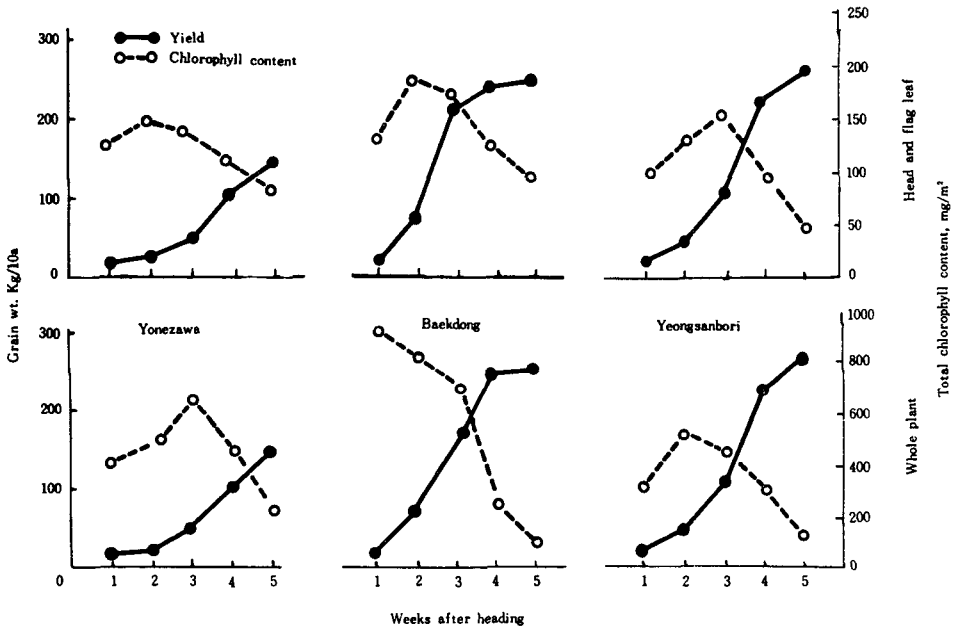 Yield
Chlorophyll content
300
200
100
0
250
200
150
100
50
0
Head and flag leaf
Grain wt. Kg/10a
Total chlorophyll content, mg/m²
Yonezawa
Baekdong
Yeongsanbori
300
200
100
0
1000
800
600
400
200
0
Whole plant
1 2 3 4 5
1 2 3 4 5
1 2 3 4 5
Weeks after heading